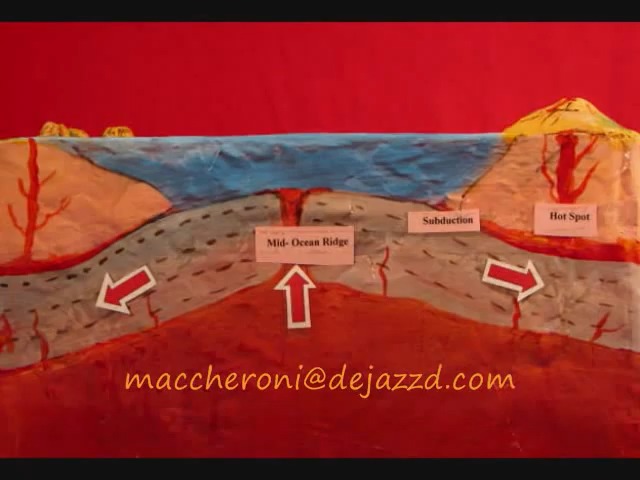 Subduction
Hot Spot
Mid- Ocean Ridge
maccheroni@dejazzd.com